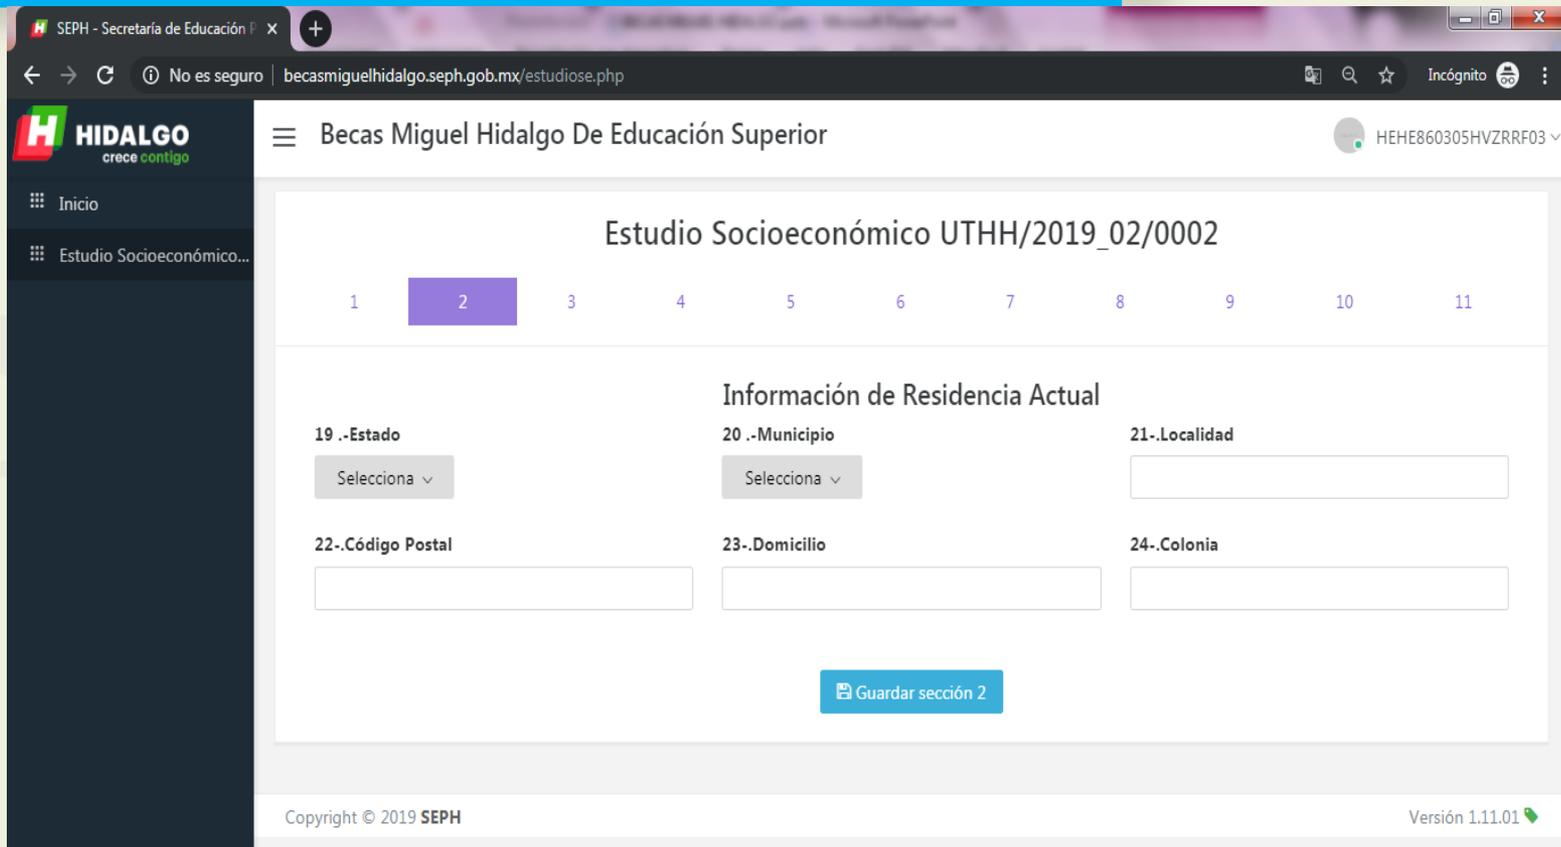 SEPH - Secretaría de Educación P
No es seguro becasmiguelhidalgo.seph.gob.mx/estudiose.php Incógnito
HIDALGO
crece contigo
Becas Miguel Hidalgo De Educación Superior
HEHE860305HVZRRF03
Inicio
Estudio Socioeconómico...
Estudio Socioeconómico UTHH/2019_02/0002
1 2 3 4 5 6 7 8 9 10 11
Información de Residencia Actual
19 .-Estado 20 .-Municipio 21-.Localidad
Selecciona Selecciona
22-.Código Postal 23-.Domicilio 24-.Colonia
Guardar sección 2
Copyright © 2019 SEPH Versión 1.11.01